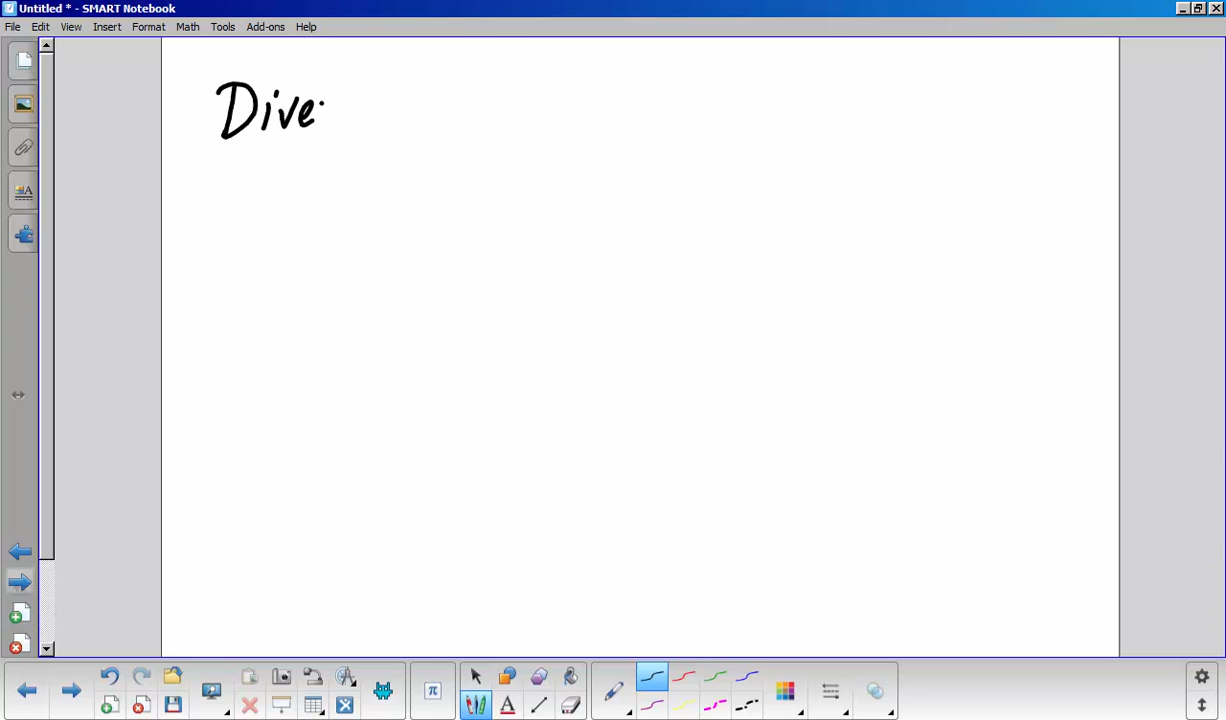 Untitled * - SMART Notebook
File Edit View Insert Format Math Tools Add-ons Help
Dive